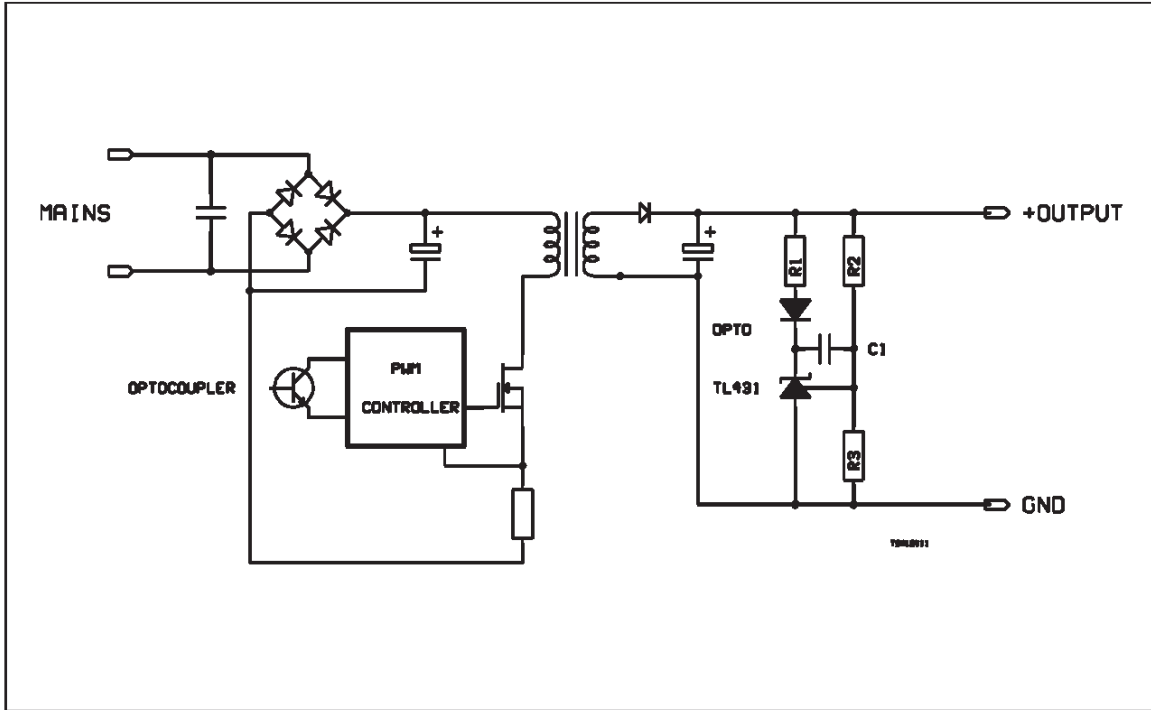 MAINS
+OUTPUT
R1
R2
OPTO
C1
PWM
CONTROLLER
OPTOCOUPLER
TL431
R3
GND